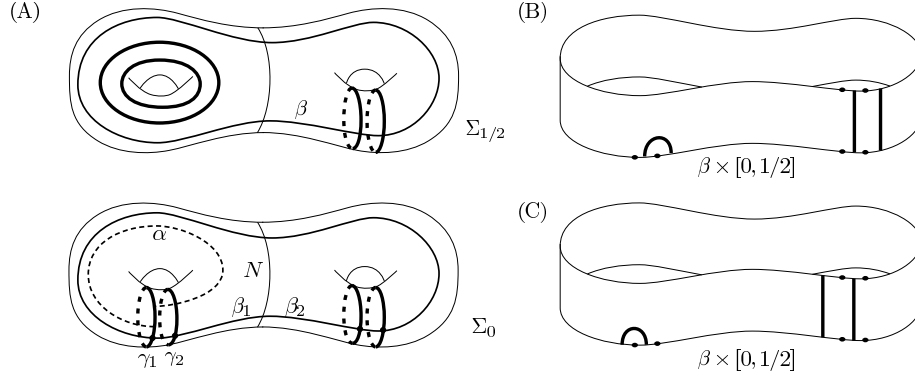 (A)
β
Σ1/2
(B)
β × [0, 1/2]
α
N
β1
β2
Σ0
γ1
γ2
(C)
β × [0, 1/2]